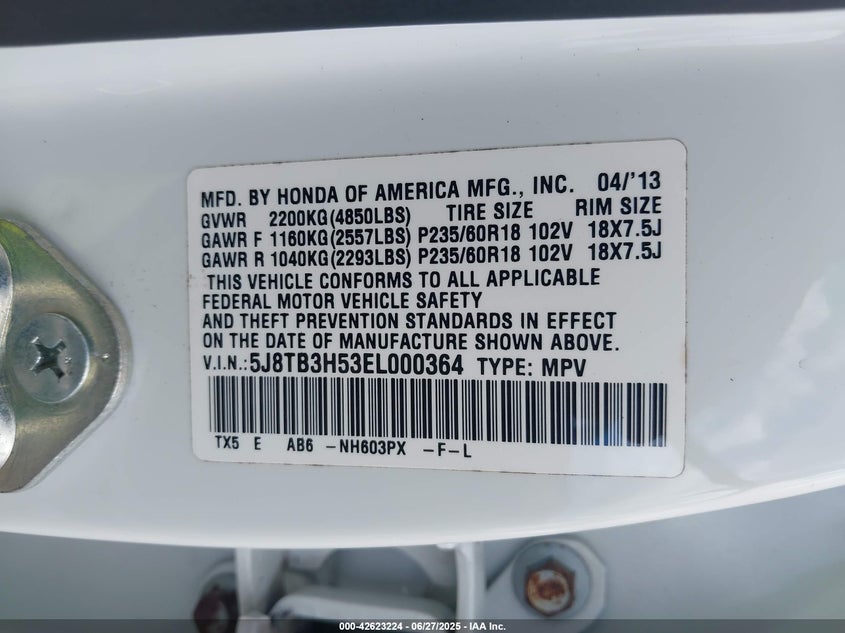 MFD. BY HONDA OF AMERICA MFG., INC. 04/'13
GVWR 2200KG(4850LBS) TIRE SIZE RIM SIZE
GAWR F 1160KG(2557LBS) P235/60R18 102V 18X7.5J
GAWR R 1040KG(2293LBS) P235/60R18 102V 18X7.5J
THIS VEHICLE CONFORMS TO ALL APPLICABLE
FEDERAL MOTOR VEHICLE SAFETY
AND THEFT PREVENTION STANDARDS IN EFFECT
ON THE DATE OF MANUFACTURE SHOWN ABOVE.
V.I.N.:5J8TB3H53EL000364 TYPE: MPV
TX5 E AB6 -NH603PX -F-L
000-42623224 - 06/27/2025 - IAA Inc.